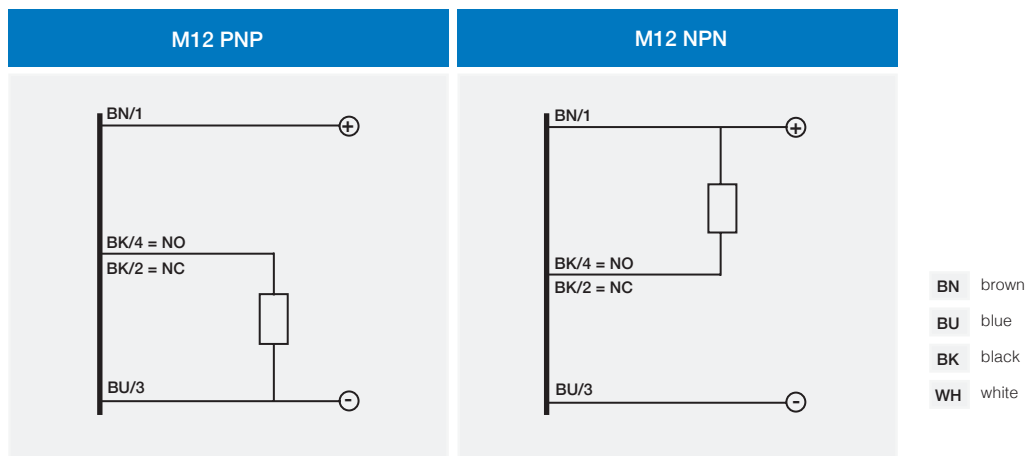 M12 PNP
BN/1
+
BK/4 = NO
BK/2 = NC
BU/3
-
M12 NPN
BN/1
+
BK/4 = NO
BK/2 = NC
BU/3
-
BN brown
BU blue
BK black
WH white